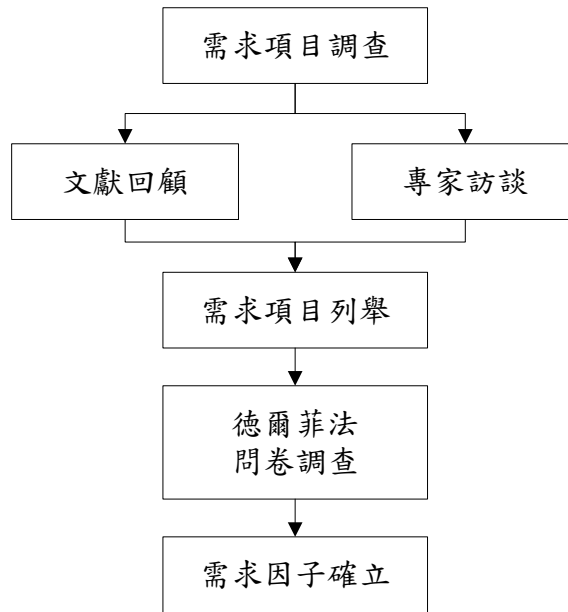 需求項目調查
文獻回顧
專家訪談
需求項目列舉
德爾菲法
問卷調查
需求因子確立